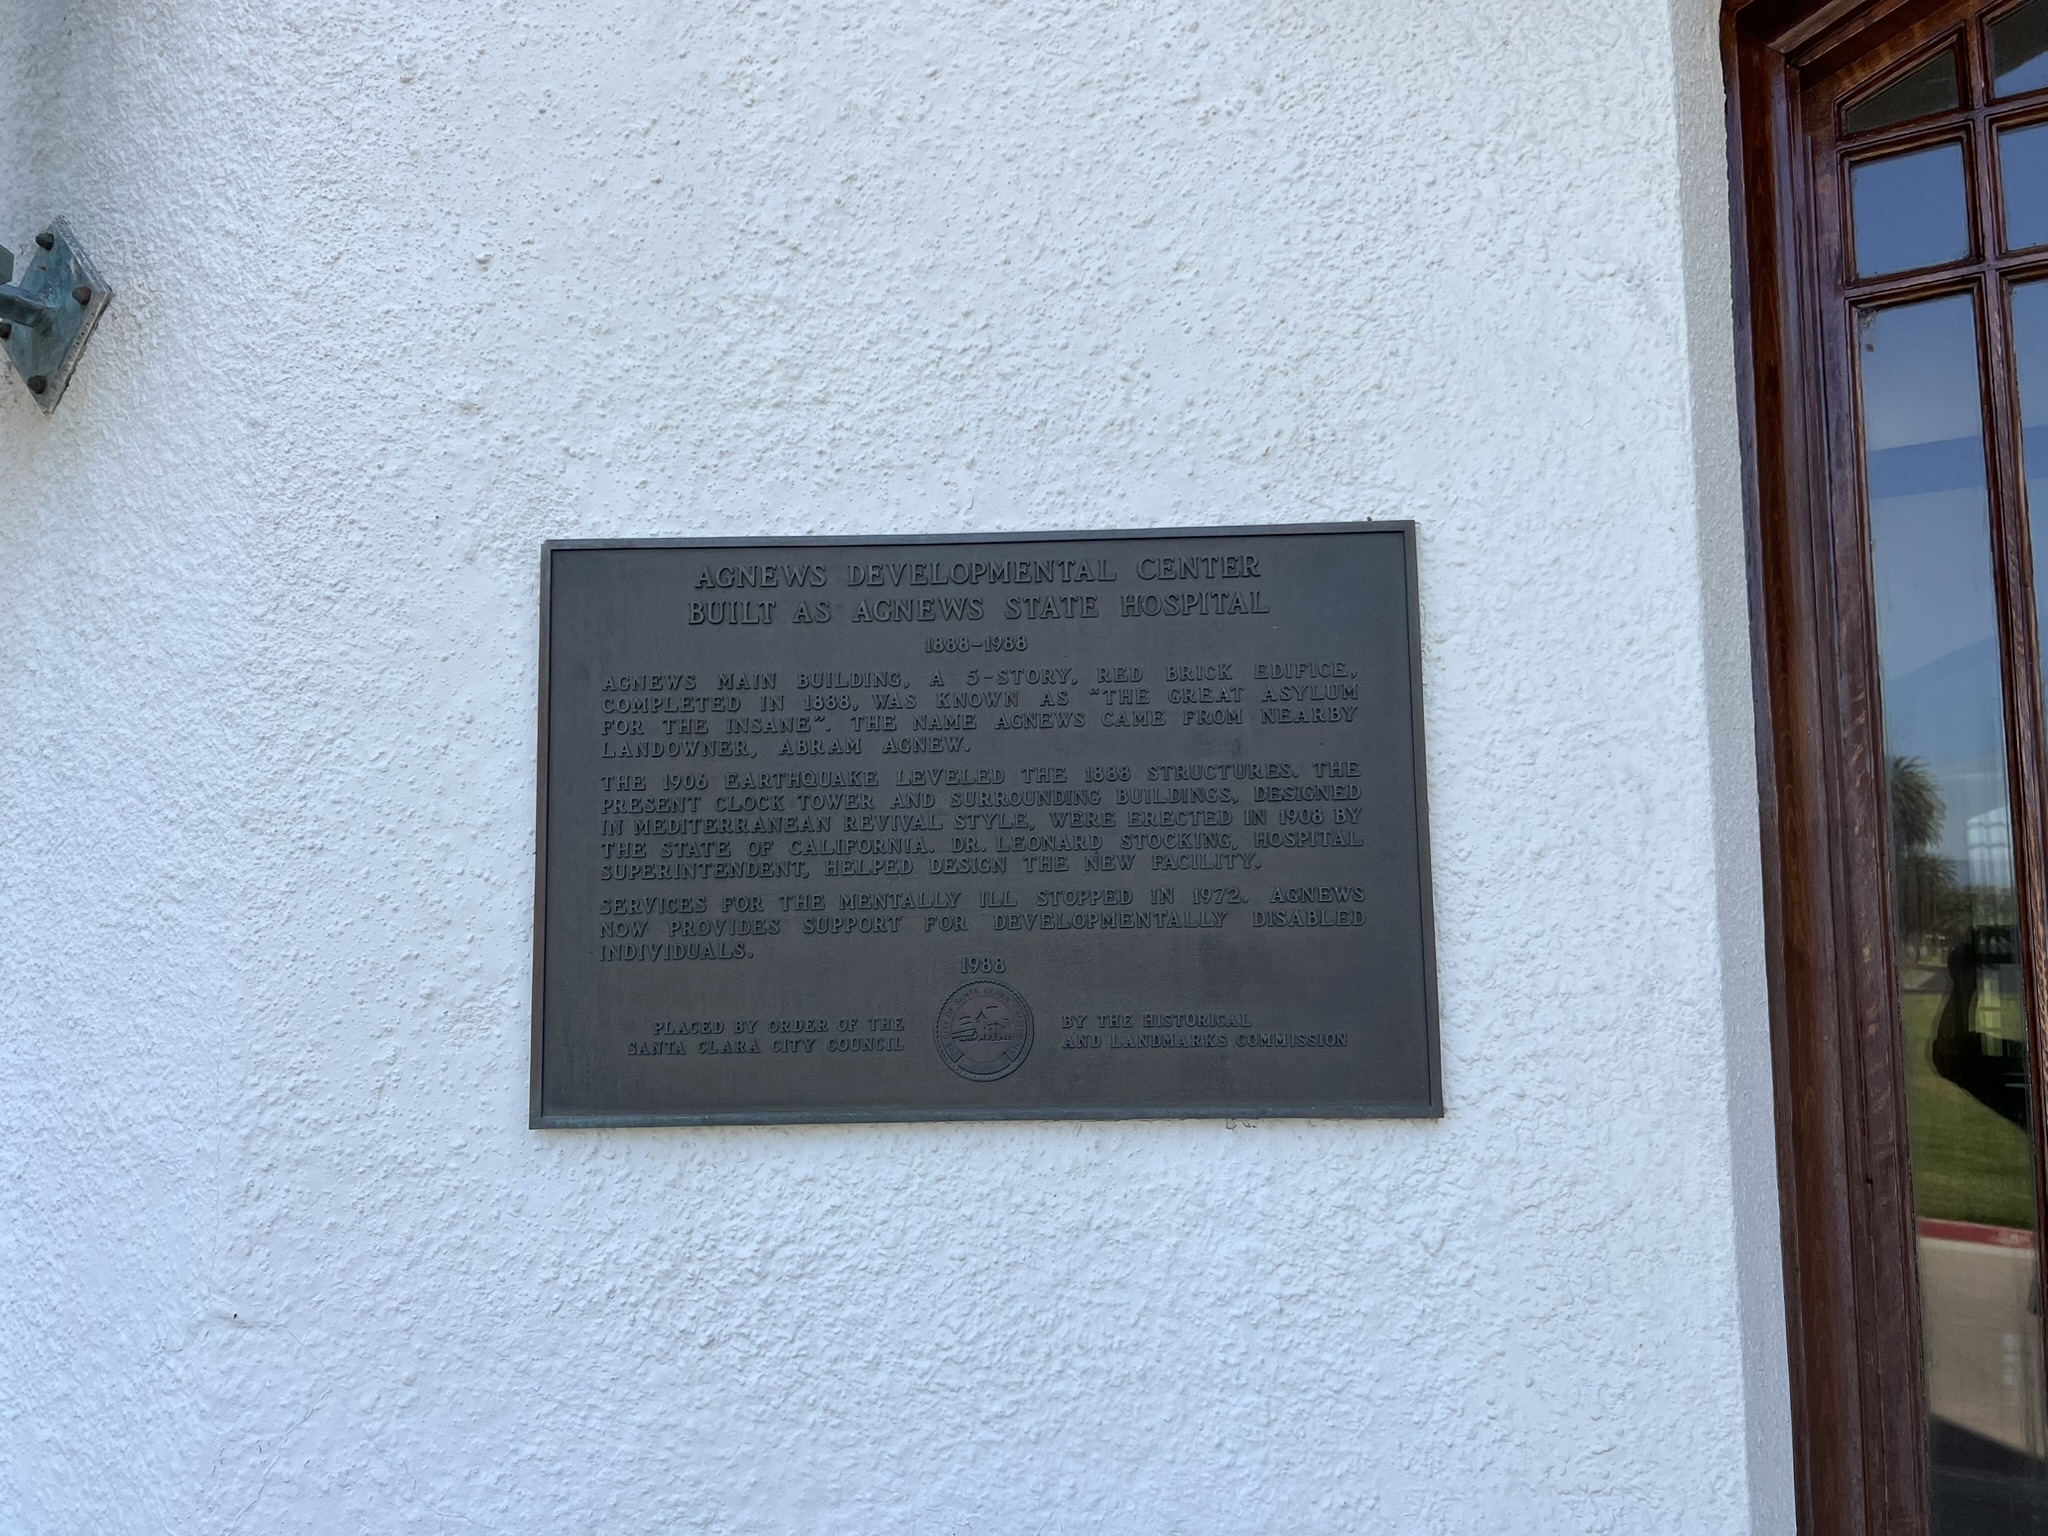 AGNEWS DEVELOPMENTAL CENTER
BUILT AS AGNEWS STATE HOSPITAL
1888-1988
AGNEWS MAIN BUILDING, A 5-STORY, RED BRICK EDIFICE,
COMPLETED IN 1888, WAS KNOWN AS “THE GREAT ASYLUM
FOR THE INSANE”. THE NAME AGNEWS CAME FROM NEARBY
LANDOWNER, ABRAM AGNEW.
THE 1906 EARTHQUAKE LEVELED THE 1888 STRUCTURES. THE
PRESENT CLOCK TOWER AND SURROUNDING BUILDINGS, DESIGNED
IN MEDITERRANEAN REVIVAL STYLE, WERE ERECTED IN 1908 BY
THE STATE OF CALIFORNIA. DR. LEONARD STOCKING, HOSPITAL
SUPERINTENDENT, HELPED DESIGN THE NEW FACILITY.
SERVICES FOR THE MENTALLY ILL STOPPED IN 1972. AGNEWS
NOW PROVIDES SUPPORT FOR DEVELOPMENTALLY DISABLED
INDIVIDUALS.
1988
PLACED BY ORDER OF THE
SANTA CLARA CITY COUNCIL
SANTA CLARA
BY THE HISTORICAL
AND LANDMARKS COMMISSION